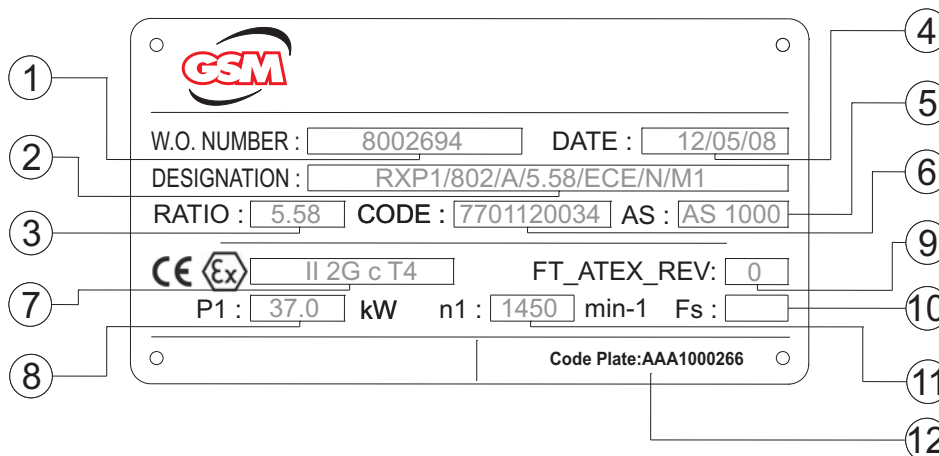 GSM
W.O. NUMBER : 8002694 DATE : 12/05/08
DESIGNATION : RXP1/802/A/5.58/ECE/N/M1
RATIO : 5.58 CODE : 7701120034 AS : AS 1000
CE Ex II 2G c T4 FT_ATEX_REV: 0
P1 : 37.0 kW n1 : 1450 min-1 Fs :
Code Plate:AAA1000266
1
2
3
7
8
4
5
6
9
10
11
12